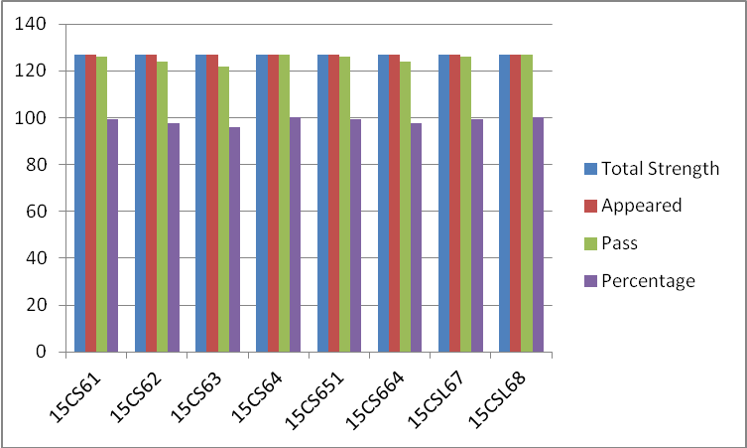 140
120
100
80
60
40
20
0
15CS61
15CS62
15CS63
15CS64
15CS651
15CS664
15CSL67
15CSL68
Total Strength
Appeared
Pass
Percentage